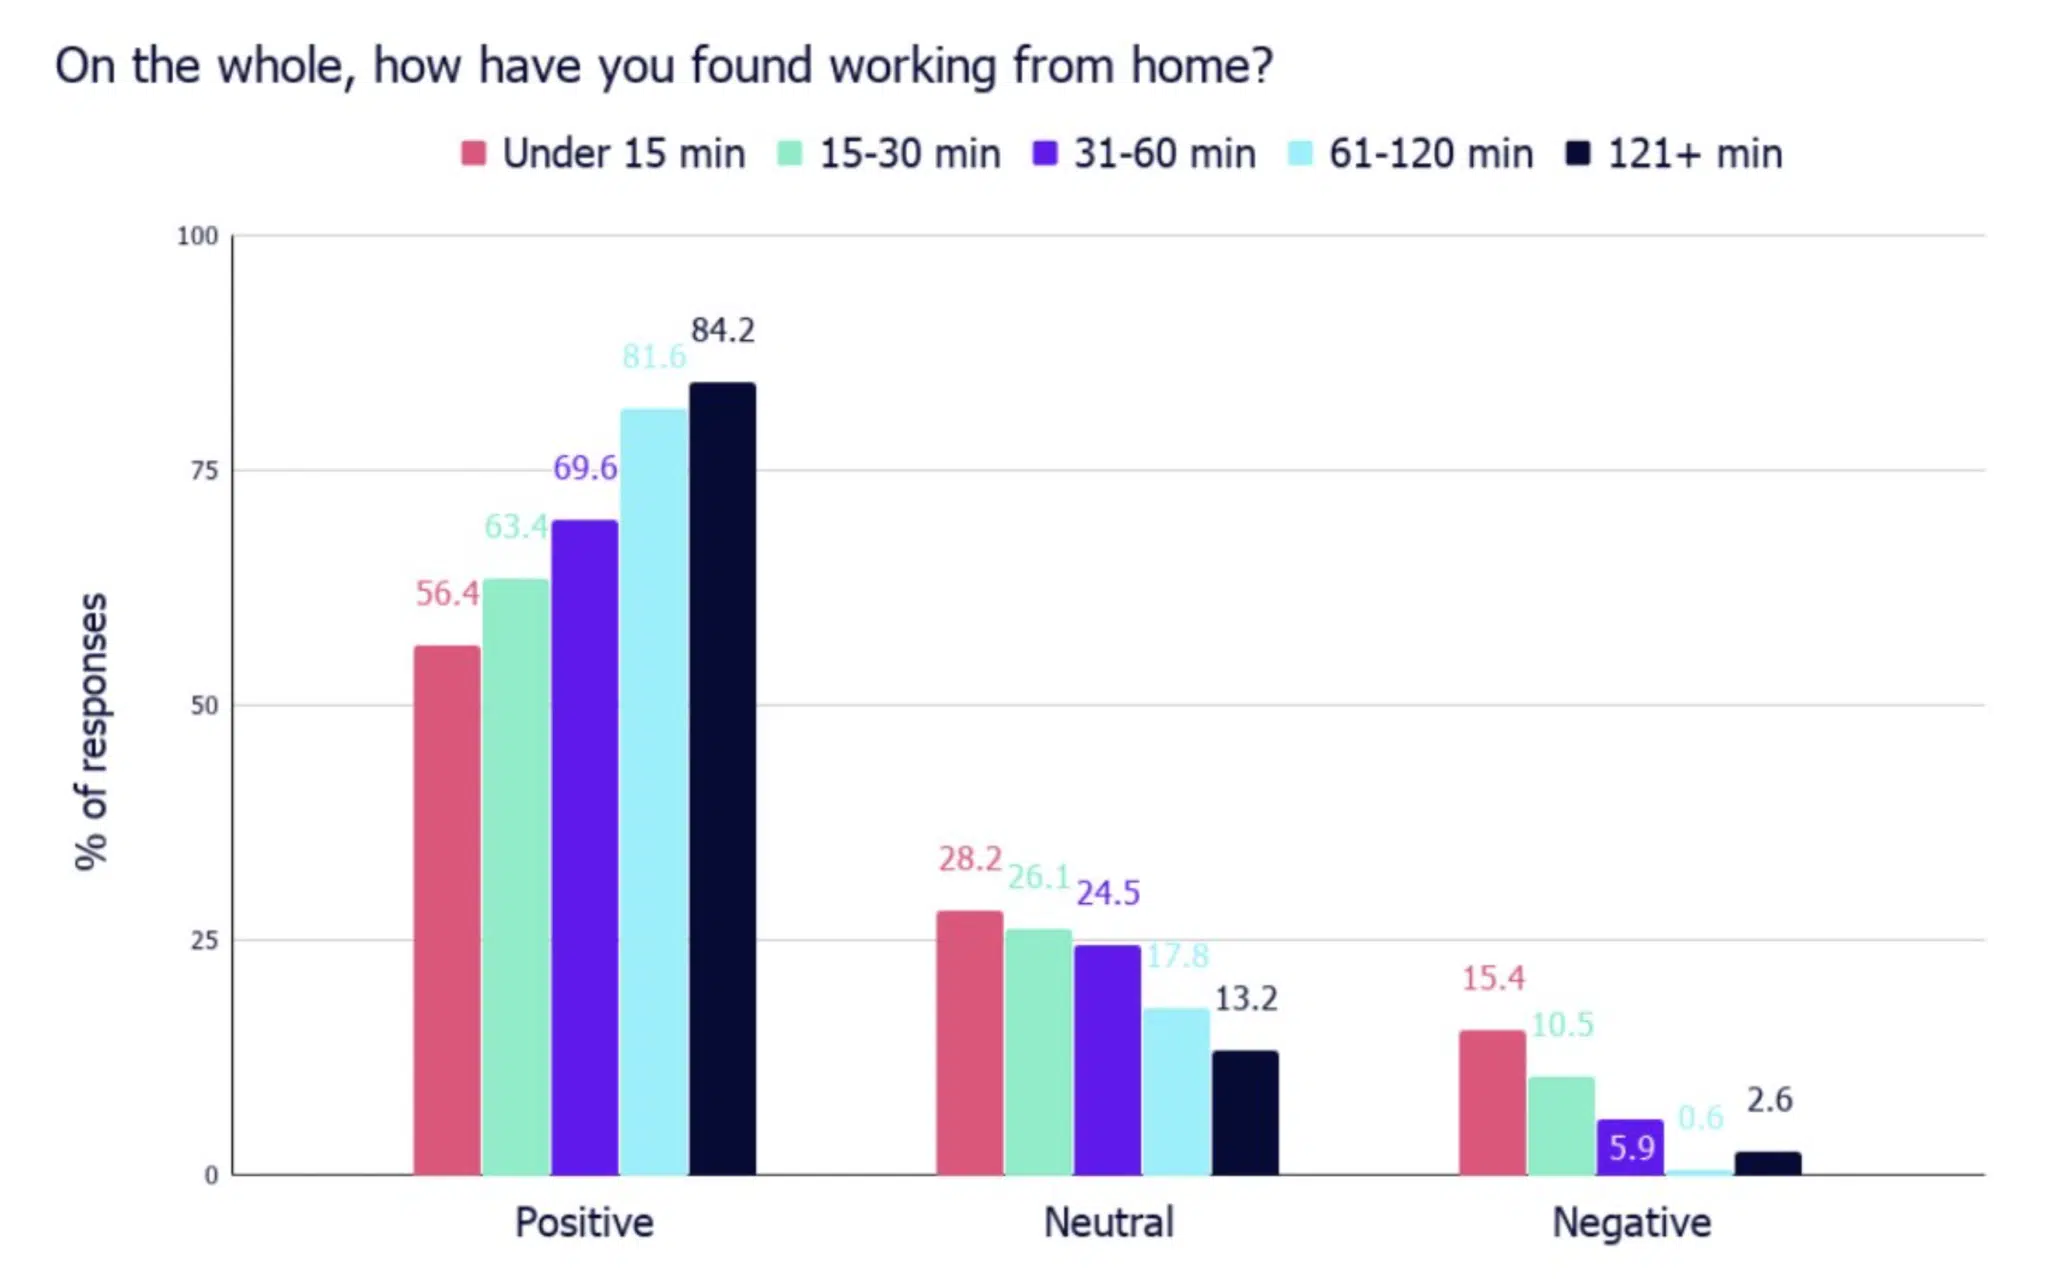 On the whole, how have you found working from home?
Under 15 min 15-30 min 31-60 min 61-120 min 121+ min
% of responses
100
75
50
25
0
56.4 63.4 69.6 81.6 84.2
28.2 26.1 24.5 17.8 13.2
15.4 10.5 5.9 0.6 2.6
Positive Neutral Negative